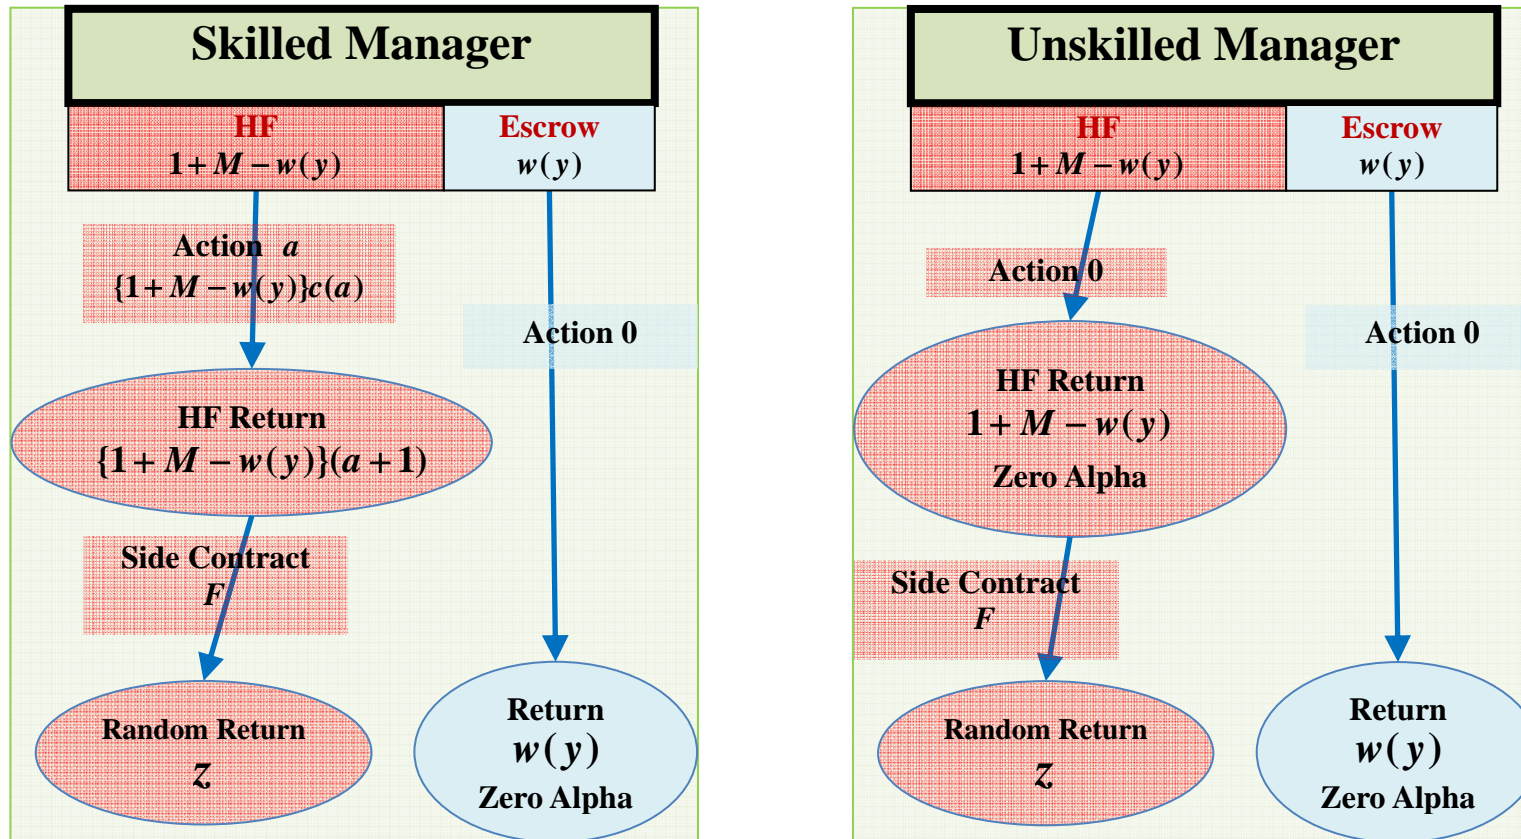 Skilled Manager
HF
1 + M − w(y)
Escrow
w(y)
Action a
{1 + M − w(y)}c(a)
Action 0
HF Return
{1 + M − w(y)}(a + 1)
Side Contract
F
Random Return
z
Return
w(y)
Zero Alpha
Unskilled Manager
HF
1 + M − w(y)
Escrow
w(y)
Action 0
Action 0
HF Return
1 + M − w(y)
Zero Alpha
Side Contract
F
Random Return
z
Return
w(y)
Zero Alpha